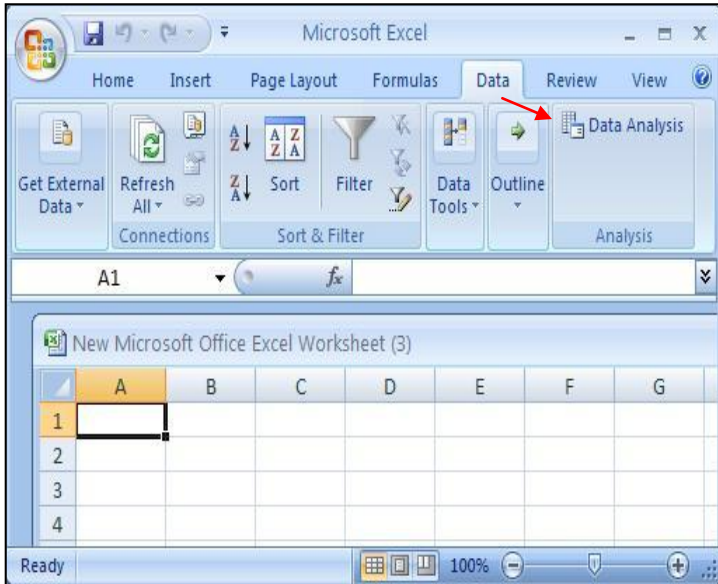 Microsoft Excel
Home Insert Page Layout Formulas Data Review View
Get External Data
Refresh All
Connections
A Z
Z A
A Z
Z A
Sort
Filter
Sort & Filter
Data Tools
Outline
Data Analysis
Analysis
A1
fx
New Microsoft Office Excel Worksheet (3)
A B C D E F G
1
2
3
4
Ready 100%